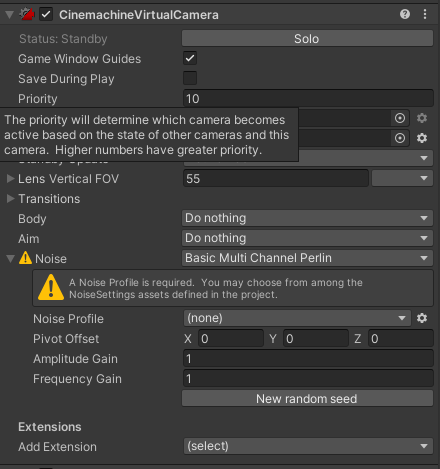 CinemachineVirtualCamera
Status: Standby Solo
Game Window Guides
Save During Play
Priority 10
The priority will determine which camera becomes
active based on the state of other cameras and this
camera. Higher numbers have greater priority.
Standby Update
Lens Vertical FOV 55
Transitions
Body Do nothing
Aim Do nothing
Noise Basic Multi Channel Perlin
A Noise Profile is required. You may choose from among the
NoiseSettings assets defined in the project.
Noise Profile (none)
Pivot Offset X 0 Y 0 Z 0
Amplitude Gain 1
Frequency Gain 1
New random seed
Extensions
Add Extension (select)